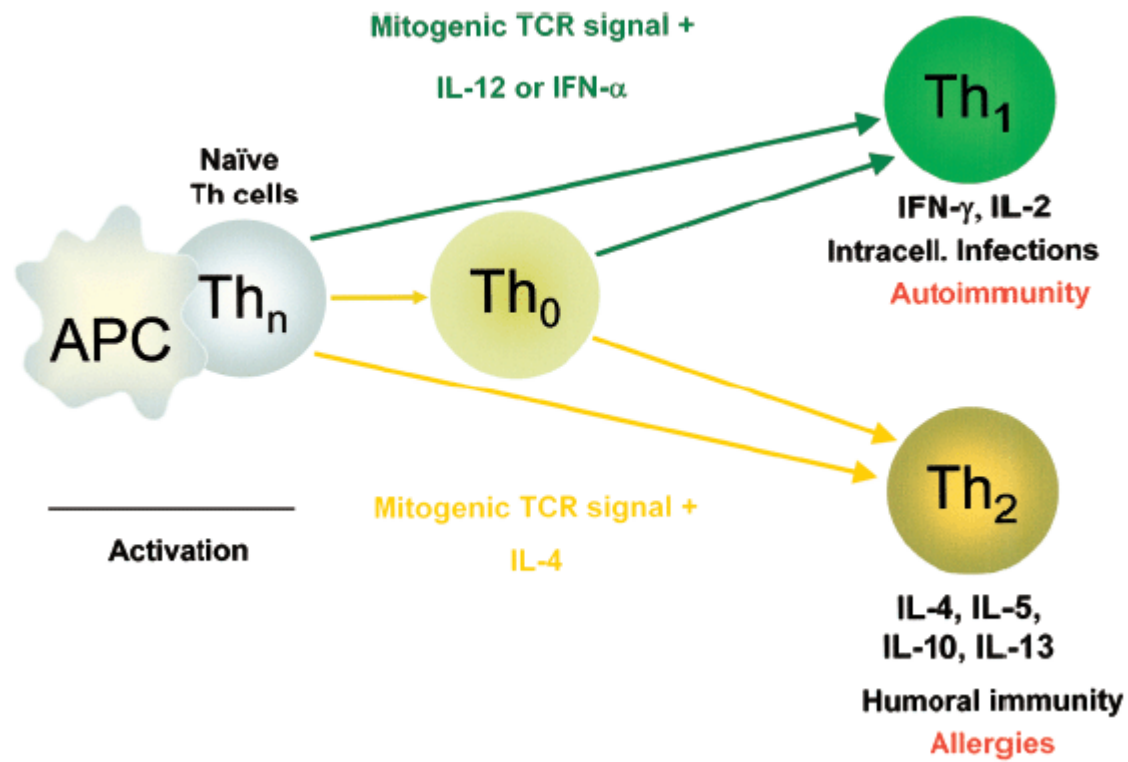 Mitogenic TCR signal +
IL-12 or IFN-α
Naïve
Th cells
APC
Thn
Th0
Th1
IFN-γ, IL-2
Intracell. Infections
Autoimmunity
Activation
Mitogenic TCR signal +
IL-4
Th2
IL-4, IL-5,
IL-10, IL-13
Humoral immunity
Allergies